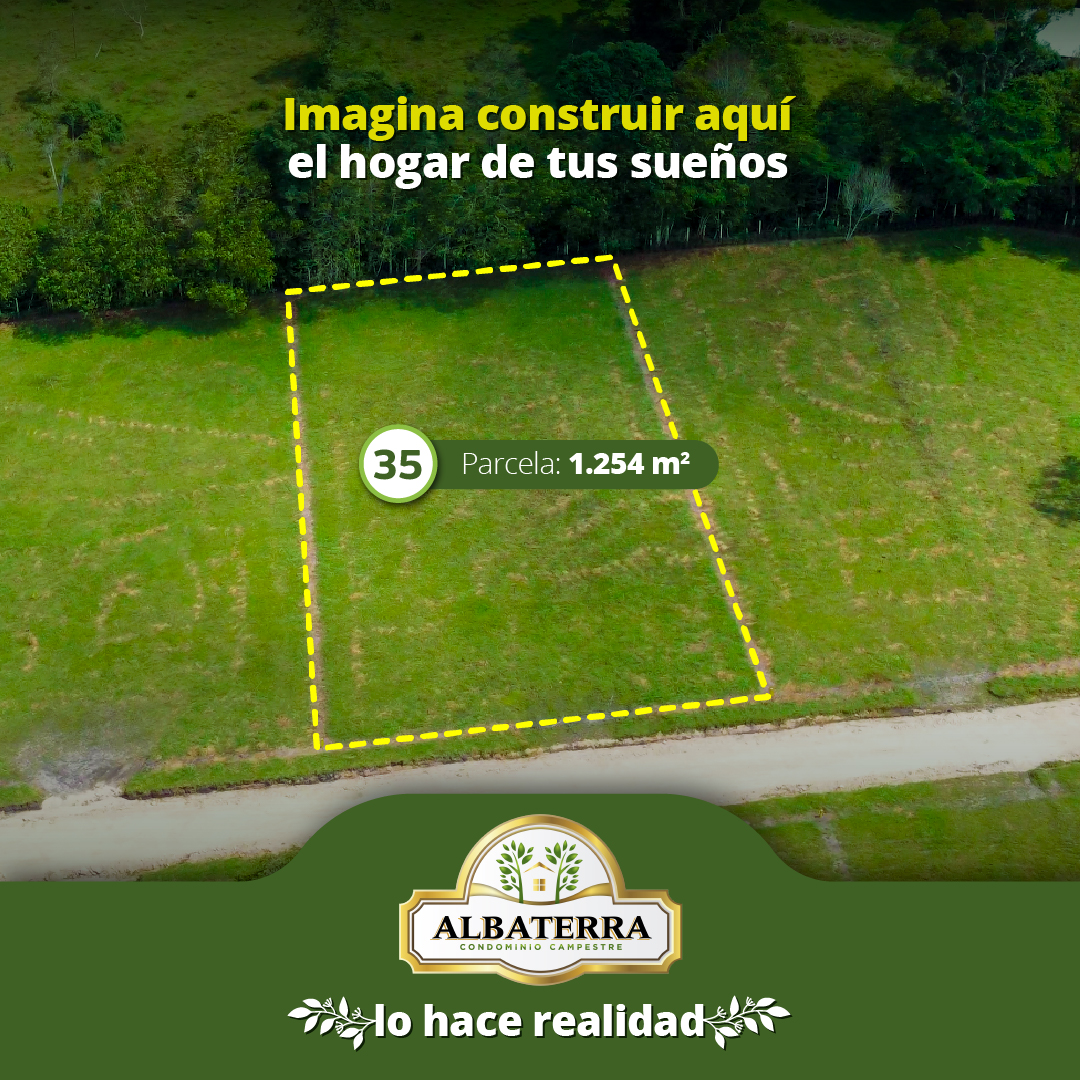 Imagina construir aquí
el hogar de tus sueños
35 Parcela: 1.254 m²
ALBATERRA
CONDOMINIO CAMPESTRE
lo hace realidad